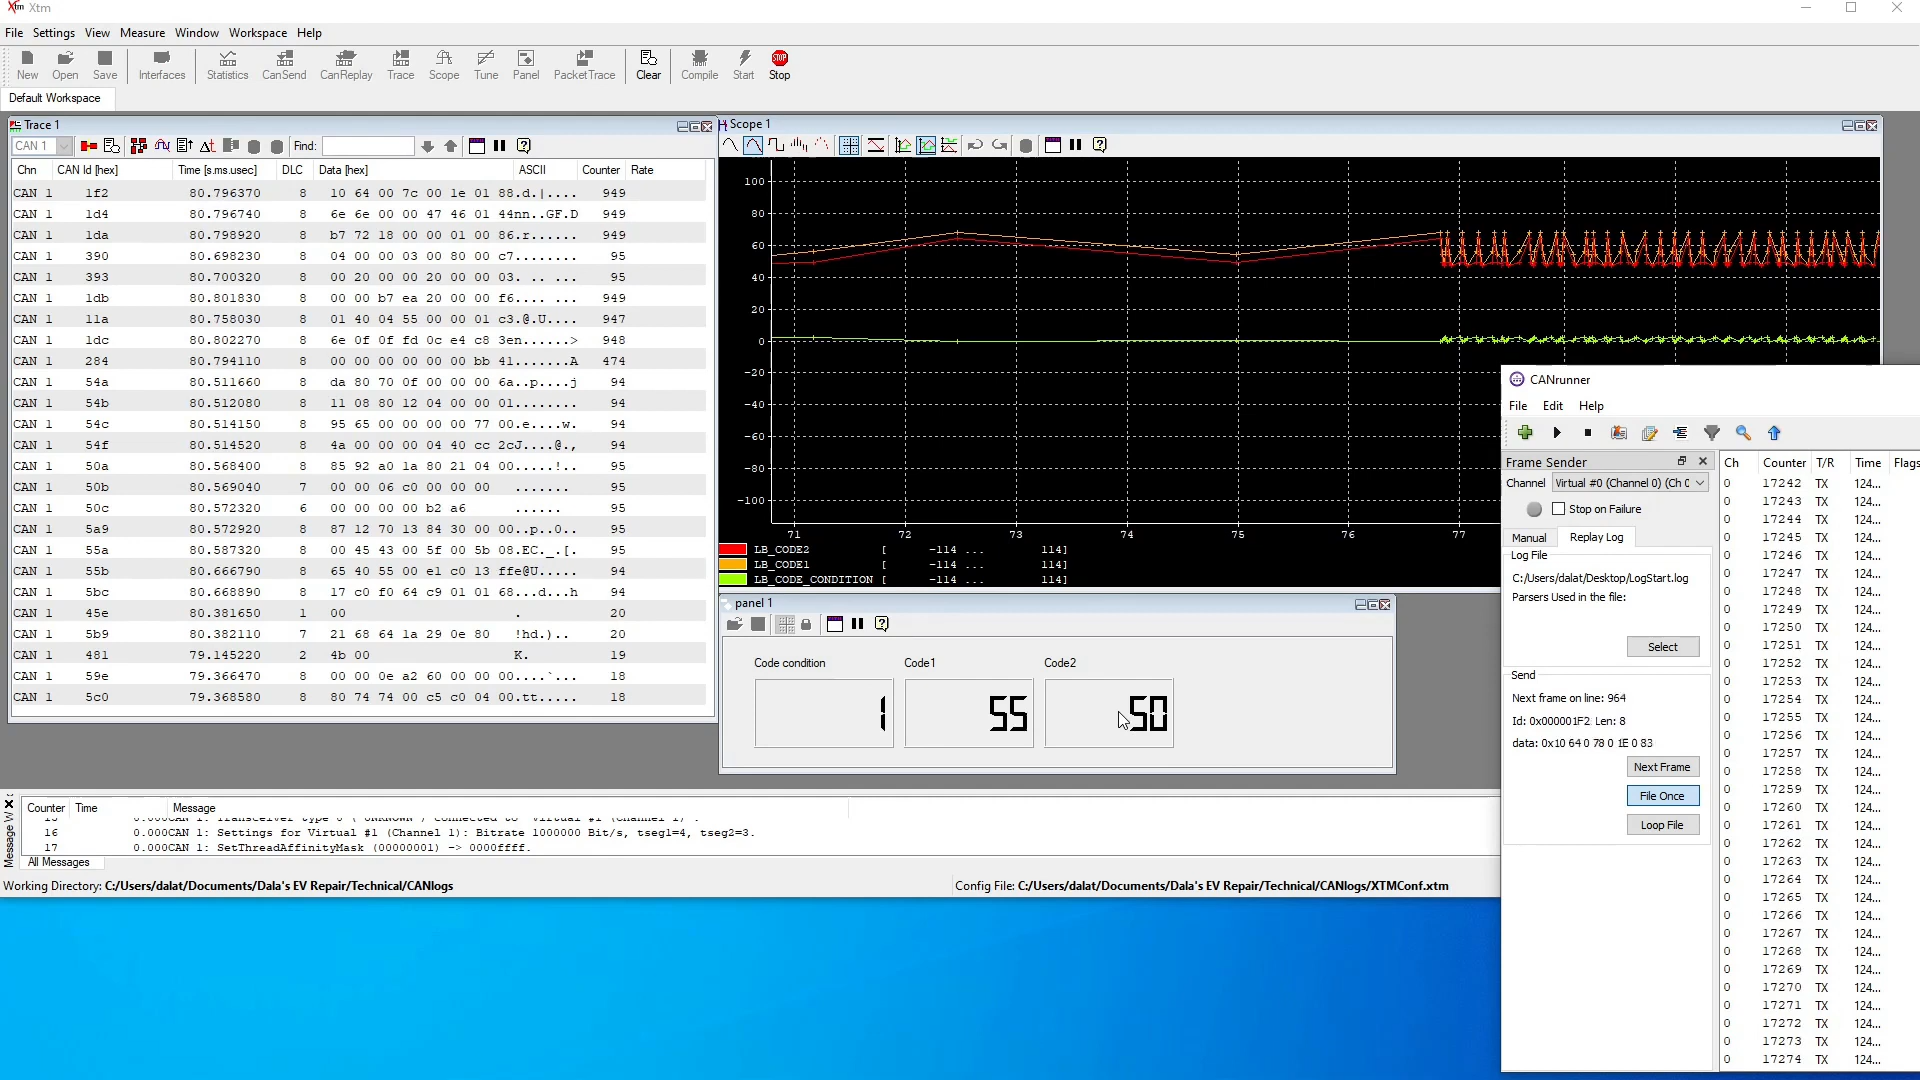 Xtm
Xtm
File Settings View Measure Window Workspace Help
New Open Save Interfaces Statistics CanSend CanReplay Trace Scope Tune Panel PacketTrace Clear Compile Start STOP Stop
Default Workspace
Trace 1
CAN 1 Find:
Chn CAN Id [hex] Time [s.ms.usec] DLC Data [hex] ASCII Counter Rate
CAN 1 1f2 80.796370 8 10 64 00 7c 00 1e 01 88.d.|.... 949
CAN 1 1d4 80.796740 8 6e 6e 00 00 47 46 01 44nn..GF.D 949
CAN 1 1da 80.798920 8 b7 72 18 00 00 01 00 86.r...... 949
CAN 1 390 80.698230 8 04 00 00 03 00 80 00 c7........ 95
CAN 1 393 80.700320 8 00 20 00 00 20 00 00 03. .. ... 95
CAN 1 1db 80.801830 8 00 00 b7 ea 20 00 00 f6.... ... 949
CAN 1 11a 80.758030 8 01 40 04 55 00 00 01 c3.@.U.... 947
CAN 1 1dc 80.802270 8 6e 0f 0f fd 0c e4 c8 3en......> 948
CAN 1 284 80.794110 8 00 00 00 00 00 00 bb 41.......A 474
CAN 1 54a 80.511660 8 da 80 70 0f 00 00 00 6a..p....j 94
CAN 1 54b 80.512080 8 11 08 80 12 04 00 00 01........ 94
CAN 1 54c 80.514150 8 95 65 00 00 00 00 77 00.e....w. 94
CAN 1 54f 80.514520 8 4a 00 00 00 04 40 cc 2cJ....@., 94
CAN 1 50a 80.568400 8 85 92 a0 1a 80 21 04 00.....!.. 95
CAN 1 50b 80.569040 7 00 00 06 c0 00 00 00 ....... 95
CAN 1 50c 80.572320 6 00 00 00 00 b2 a6 ...... 95
CAN 1 5a9 80.572920 8 87 12 70 13 84 30 00 00..p..0.. 95
CAN 1 55a 80.587320 8 00 45 43 00 5f 00 5b 08.EC._.[. 95
CAN 1 55b 80.666790 8 65 40 55 00 e1 c0 13 ffe@U..... 94
CAN 1 5bc 80.668890 8 17 c0 f0 64 c9 01 01 68...d...h 94
CAN 1 45e 80.381650 1 00 . 20
CAN 1 5b9 80.382110 7 21 68 64 1a 29 0e 80 !hd.).. 20
CAN 1 481 79.145220 2 4b 00 K. 19
CAN 1 59e 79.366470 8 00 00 0e a2 60 00 00 00....`... 18
CAN 1 5c0 79.368580 8 80 74 74 00 c5 c0 04 00.tt..... 18
Scope 1
100
80
60
40
20
0
-20
-40
-60
-80
-100
71 72 73 74 75 76 77
LB_CODE2 [ -114 ... 114]
LB_CODE1 [ -114 ... 114]
LB_CODE_CONDITION [ -114 ... 114]
panel 1
Code condition Code1 Code2
1 55 50
CANrunner
File Edit Help
Frame Sender
Channel Virtual #0 (Channel 0) (Ch 0
Stop on Failure
Manual Replay Log
Log File
C:/Users/dalat/Desktop/LogStart.log
Parsers Used in the file:
Select
Send
Next frame on line: 964
Id: 0x000001F2 Len: 8
data: 0x10 64 0 78 0 1E 0 83
Next Frame
File Once
Loop File
Ch Counter T/R Time Flags
0 17242 TX 124...
0 17243 TX 124...
0 17244 TX 124...
0 17245 TX 124...
0 17246 TX 124...
0 17247 TX 124...
0 17248 TX 124...
0 17249 TX 124...
0 17250 TX 124...
0 17251 TX 124...
0 17252 TX 124...
0 17253 TX 124...
0 17254 TX 124...
0 17255 TX 124...
0 17256 TX 124...
0 17257 TX 124...
0 17258 TX 124...
0 17259 TX 124...
0 17260 TX 124...
0 17261 TX 124...
0 17262 TX 124...
0 17263 TX 124...
0 17264 TX 124...
0 17265 TX 124...
0 17266 TX 124...
0 17267 TX 124...
0 17268 TX 124...
0 17269 TX 124...
0 17270 TX 124...
0 17271 TX 124...
0 17272 TX 124...
0 17273 TX 124...
0 17274 TX 124...
Message W
Counter Time Message
16 0.000CAN 1: Settings for Virtual #1 (Channel 1): Bitrate 1000000 Bit/s, tseg1=4, tseg2=3.
17 0.000CAN 1: SetThreadAffinityMask (00000001) -> 0000ffff.
All Messages
Working Directory: C:/Users/dalat/Documents/Dala's EV Repair/Technical/CANlogs
Config File: C:/Users/dalat/Documents/Dala's EV Repair/Technical/CANlogs/XTMConf.xtm